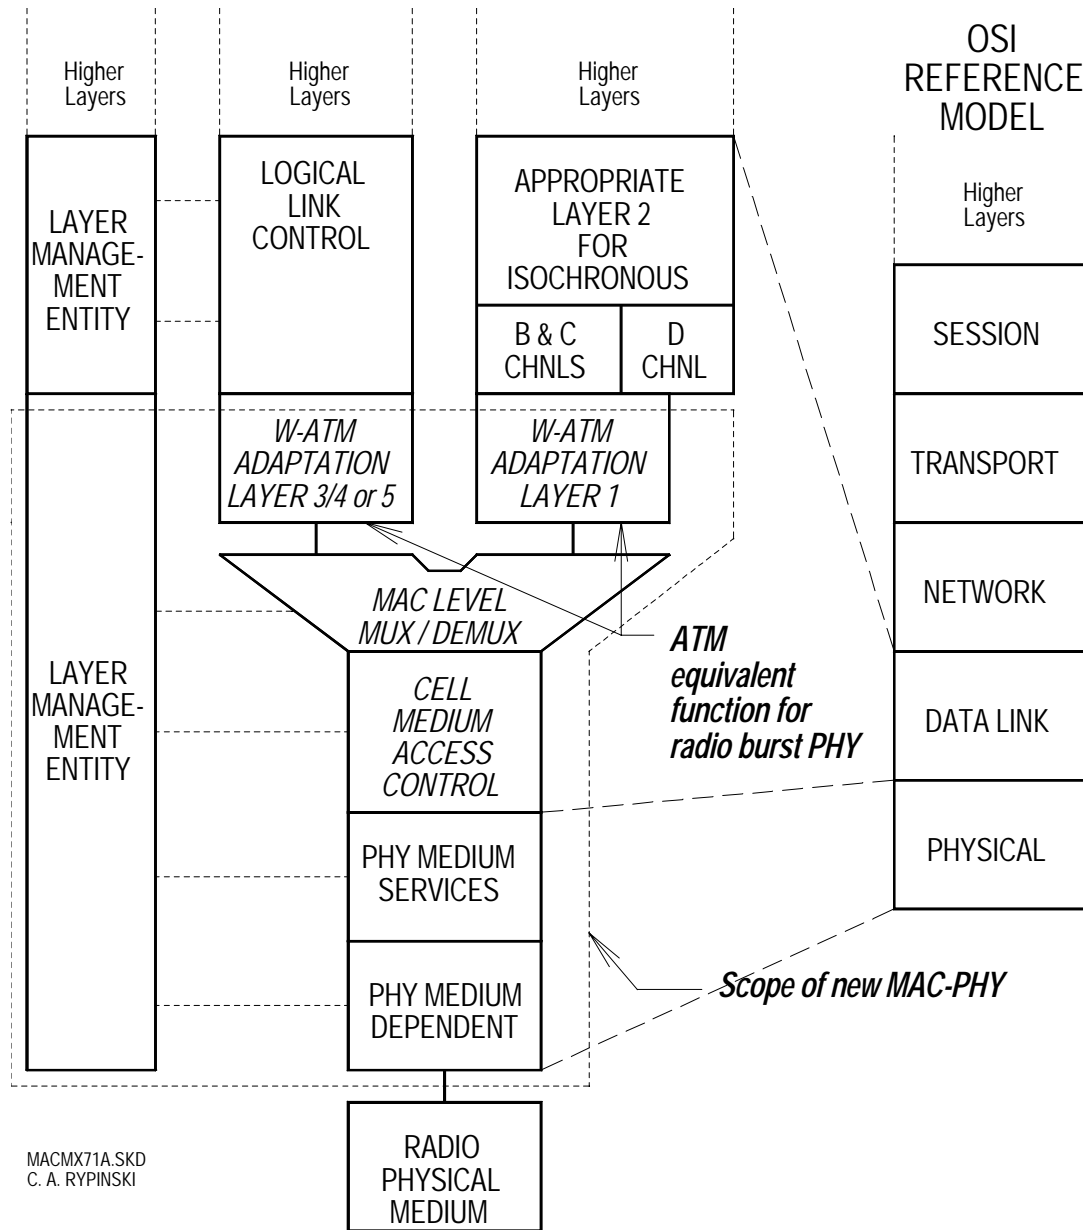 Higher
Layers
Higher
Layers
Higher
Layers
OSI
REFERENCE
MODEL
Higher
Layers
LAYER
MANAGE-
MENT
ENTITY
LOGICAL
LINK
CONTROL
APPROPRIATE
LAYER 2
FOR
ISOCHRONOUS
B & C
CHNLS
D
CHNL
SESSION
W-ATM
ADAPTATION
LAYER 3/4 or 5
W-ATM
ADAPTATION
LAYER 1
TRANSPORT
MAC LEVEL
MUX / DEMUX
NETWORK
LAYER
MANAGE-
MENT
ENTITY
CELL
MEDIUM
ACCESS
CONTROL
ATM
equivalent
function for
radio burst PHY
DATA LINK
PHY MEDIUM
SERVICES
PHYSICAL
PHY MEDIUM
DEPENDENT
Scope of new MAC-PHY
RADIO
PHYSICAL
MEDIUM
MACMX71A.SKD
C. A. RYPINSKI